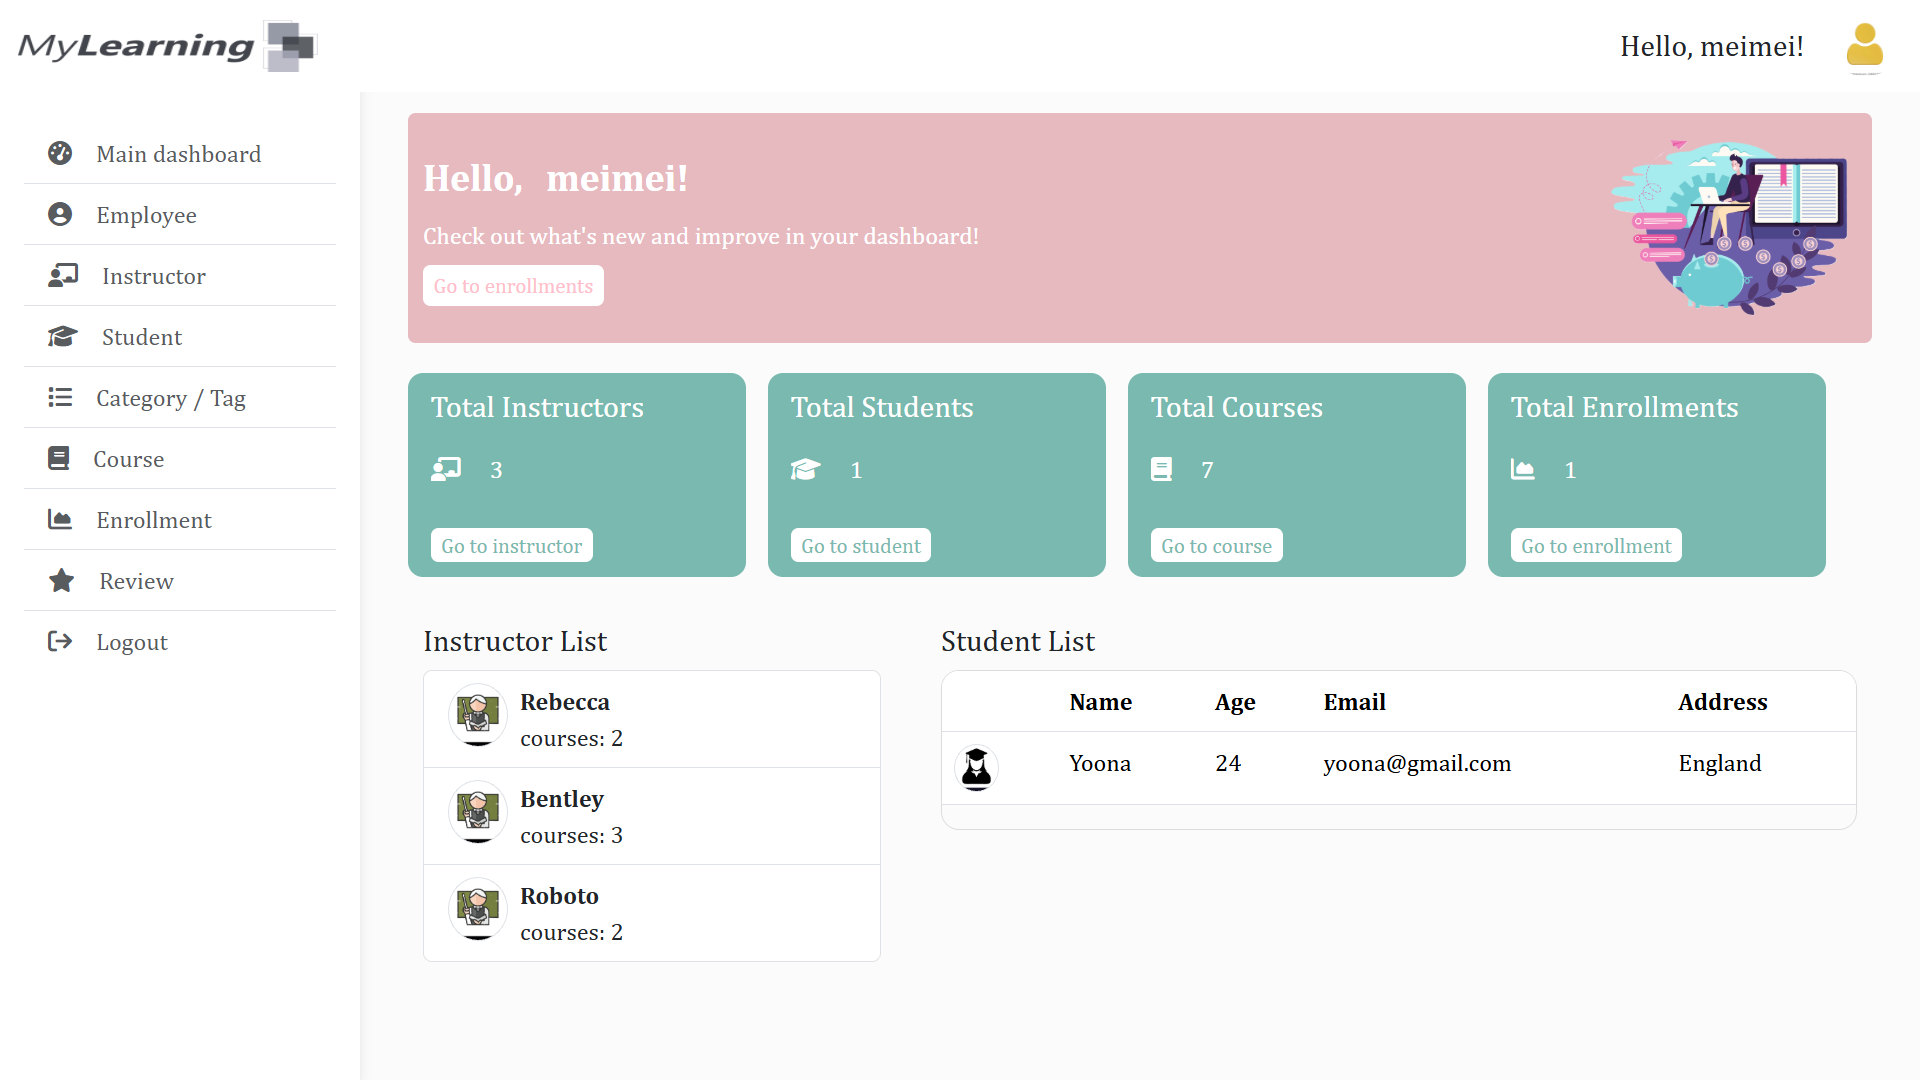 MyLearning
Hello, meimei!
Main dashboard
Employee
Instructor
Student
Category / Tag
Course
Enrollment
Review
Logout
Hello, meimei!
Check out what's new and improve in your dashboard!
Go to enrollments
Total Instructors
3
Go to instructor
Total Students
1
Go to student
Total Courses
7
Go to course
Total Enrollments
1
Go to enrollment
Instructor List
Rebecca
courses: 2
Bentley
courses: 3
Roboto
courses: 2
Student List
Name Age Email Address
Yoona 24 yoona@gmail.com England